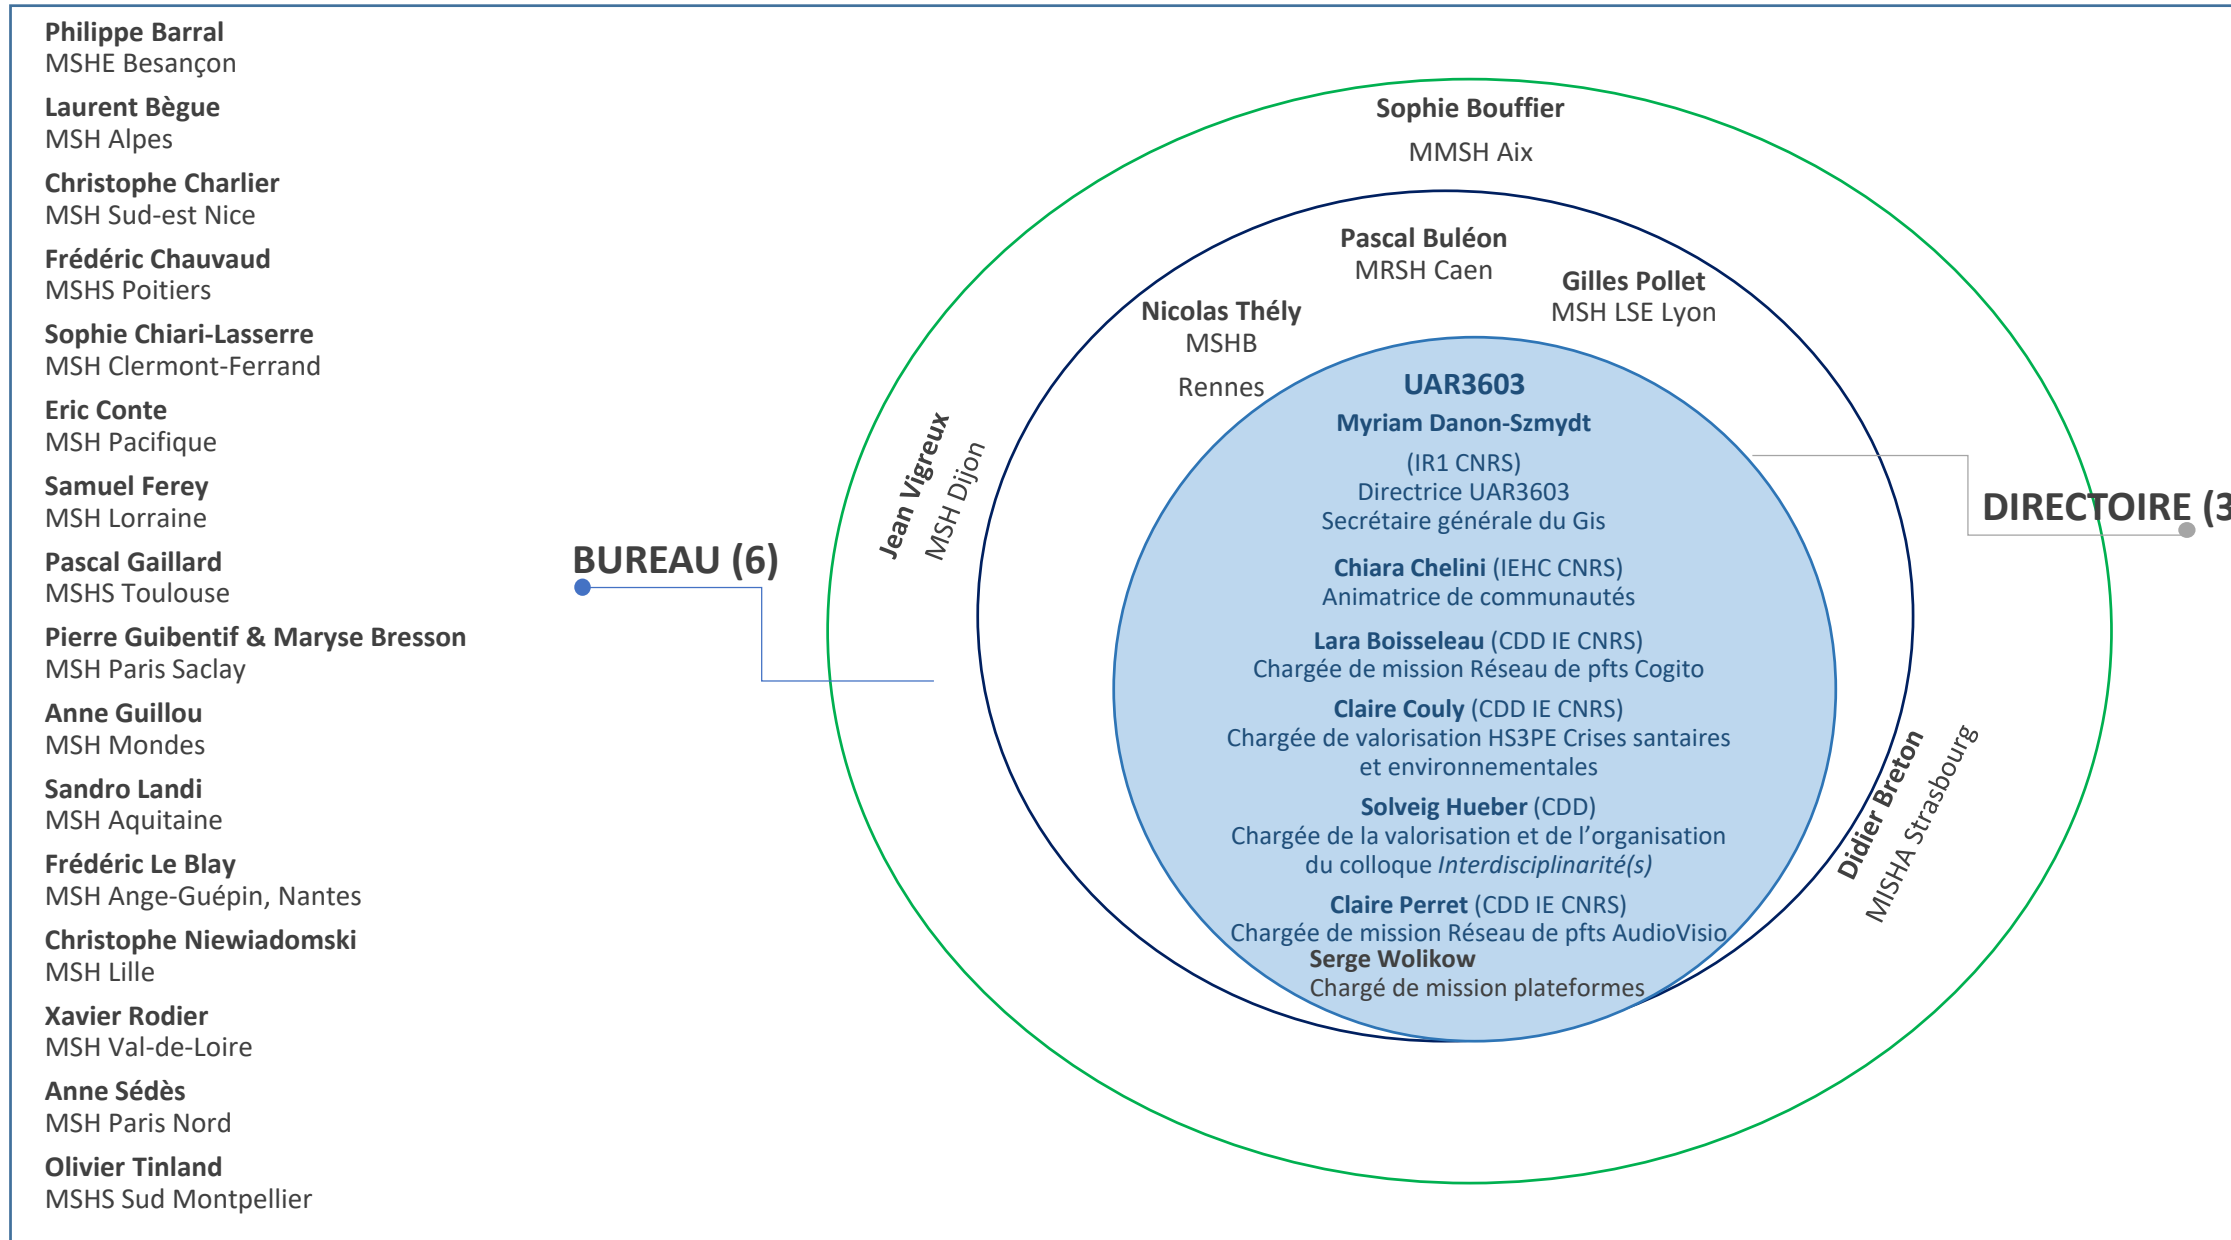 Philippe Barral
MSHE Besançon
Laurent Bègue
MSH Alpes
Christophe Charlier
MSH Sud-est Nice
Frédéric Chauvaud
MSHS Poitiers
Sophie Chiari-Lasserre
MSH Clermont-Ferrand
Eric Conte
MSH Pacifique
Samuel Ferey
MSH Lorraine
Pascal Gaillard
MSHS Toulouse
Pierre Guibentif & Maryse Bresson
MSH Paris Saclay
Anne Guillou
MSH Mondes
Sandro Landi
MSH Aquitaine
Frédéric Le Blay
MSH Ange-Guépin, Nantes
Christophe Niewiadomski
MSH Lille
Xavier Rodier
MSH Val-de-Loire
Anne Sédès
MSH Paris Nord
Olivier Tinland
MSHS Sud Montpellier
BUREAU (6)
Sophie Bouffier
MMSH Aix
Jean Vigreux
MSH Dijon
Didier Breton
MISHA Strasbourg
Pascal Buléon
MRSH Caen
Gilles Pollet
MSH LSE Lyon
Nicolas Thély
MSHB
Rennes
UAR3603
Myriam Danon-Szmydt
(IR1 CNRS)
Directrice UAR3603
Secrétaire générale du Gis
Chiara Chelini (IEHC CNRS)
Animatrice de communautés
Lara Boisseleau (CDD IE CNRS)
Chargée de mission Réseau de pfts Cogito
Claire Couly (CDD IE CNRS)
Chargée de valorisation HS3PE Crises santaires
et environnementales
Solveig Hueber (CDD)
Chargée de la valorisation et de l’organisation
du colloque Interdisciplinarité(s)
Claire Perret (CDD IE CNRS)
Chargée de mission Réseau de pfts AudioVisio
Serge Wolikow
Chargé de mission plateformes
DIRECTOIRE (3